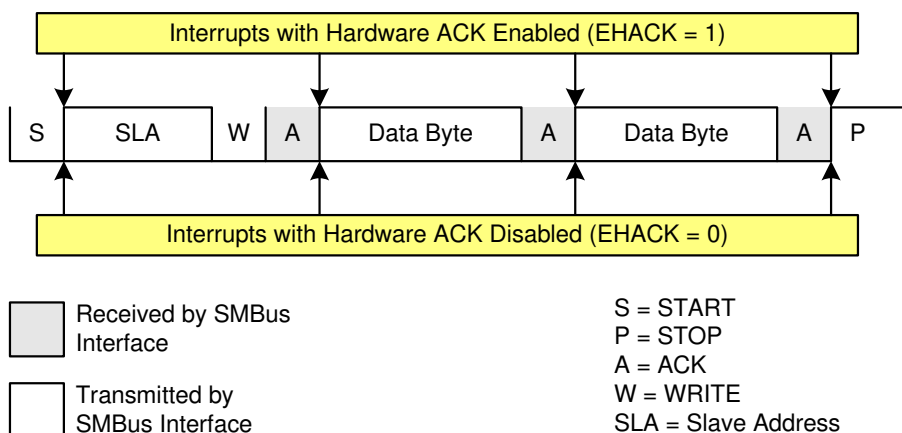 Interrupts with Hardware ACK Enabled (EHACK = 1)
S SLA W A Data Byte A Data Byte A P
Interrupts with Hardware ACK Disabled (EHACK = 0)
Received by SMBus
Interface
Transmitted by
SMBus Interface
S = START
P = STOP
A = ACK
W = WRITE
SLA = Slave Address